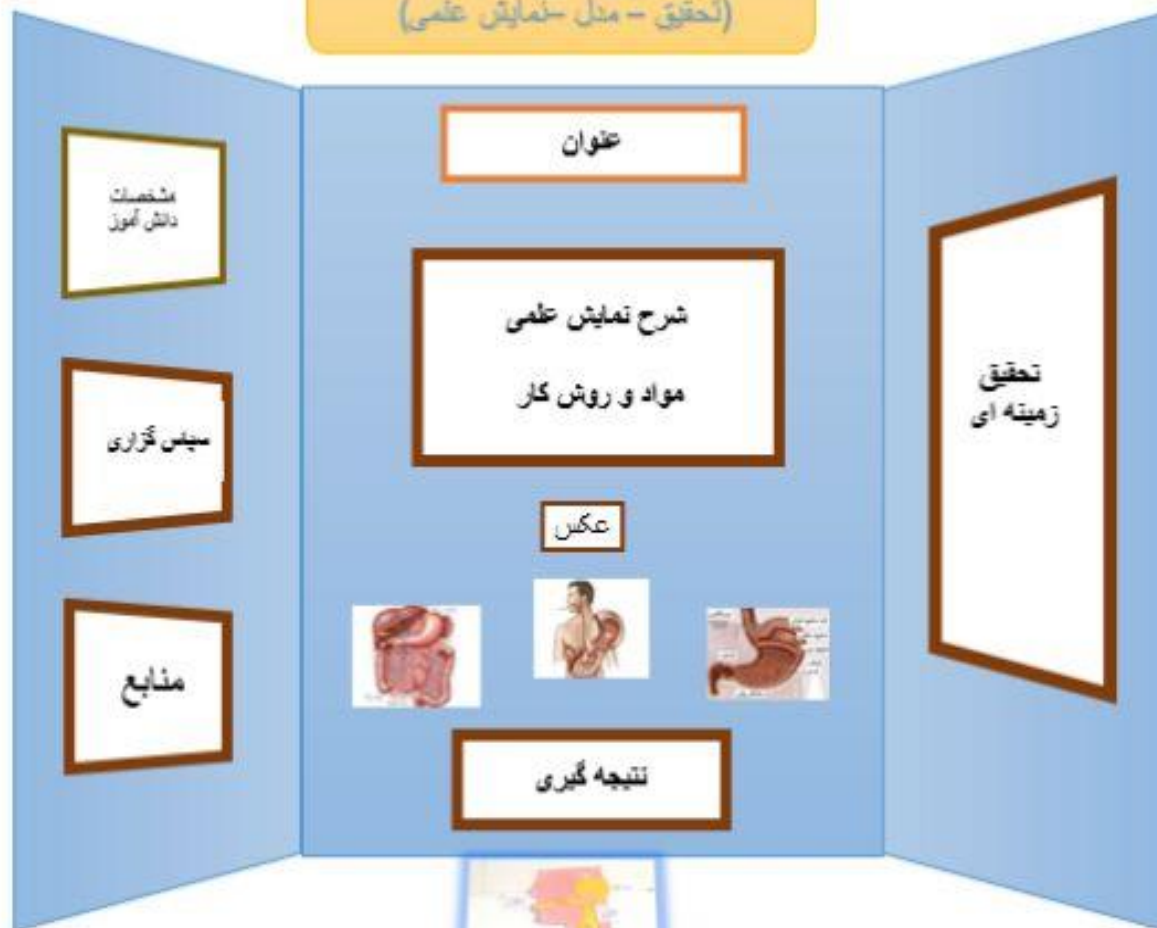 (تحقیق – مدل –نمایش علمی)
عنوان
تحقیق
زمینه ای
شرح نمایش علمی
مواد و روش کار
عکس
نتیجه گیری
مشخصات
دانش آموز
سپاس گزاری
منابع